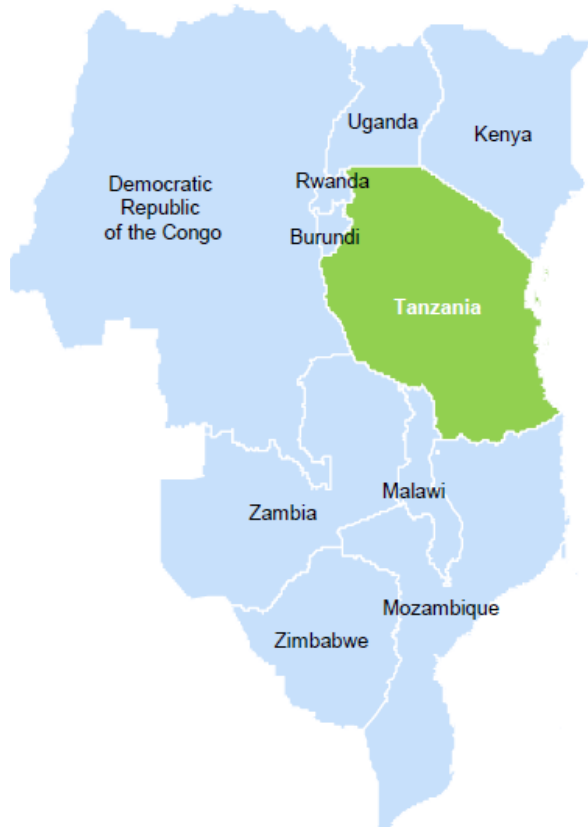 Uganda
Kenya
Rwanda
Democratic
Republic
of the Congo
Burundi
Tanzania
Malawi
Zambia
Mozambique
Zimbabwe